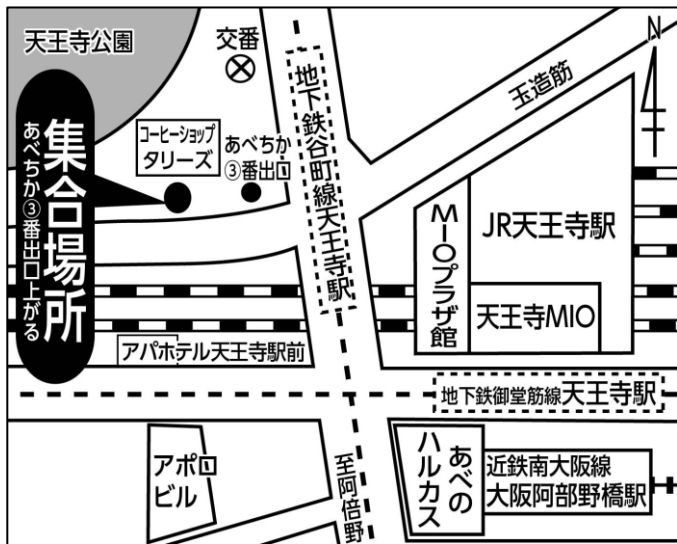 天王寺公園
交番
N
玉造筋
地下鉄谷町線天王寺駅
コーヒーショップ
タリーズ
あべちか
③番出口
集合場所
あべちか③番出口上がる
MIOプラザ館
JR天王寺駅
天王寺MIO
アパホテル天王寺駅前
地下鉄御堂筋線天王寺駅
アポロ
ビル
至阿倍野
あべの
ハルカス
近鉄南大阪線
大阪阿部野橋駅